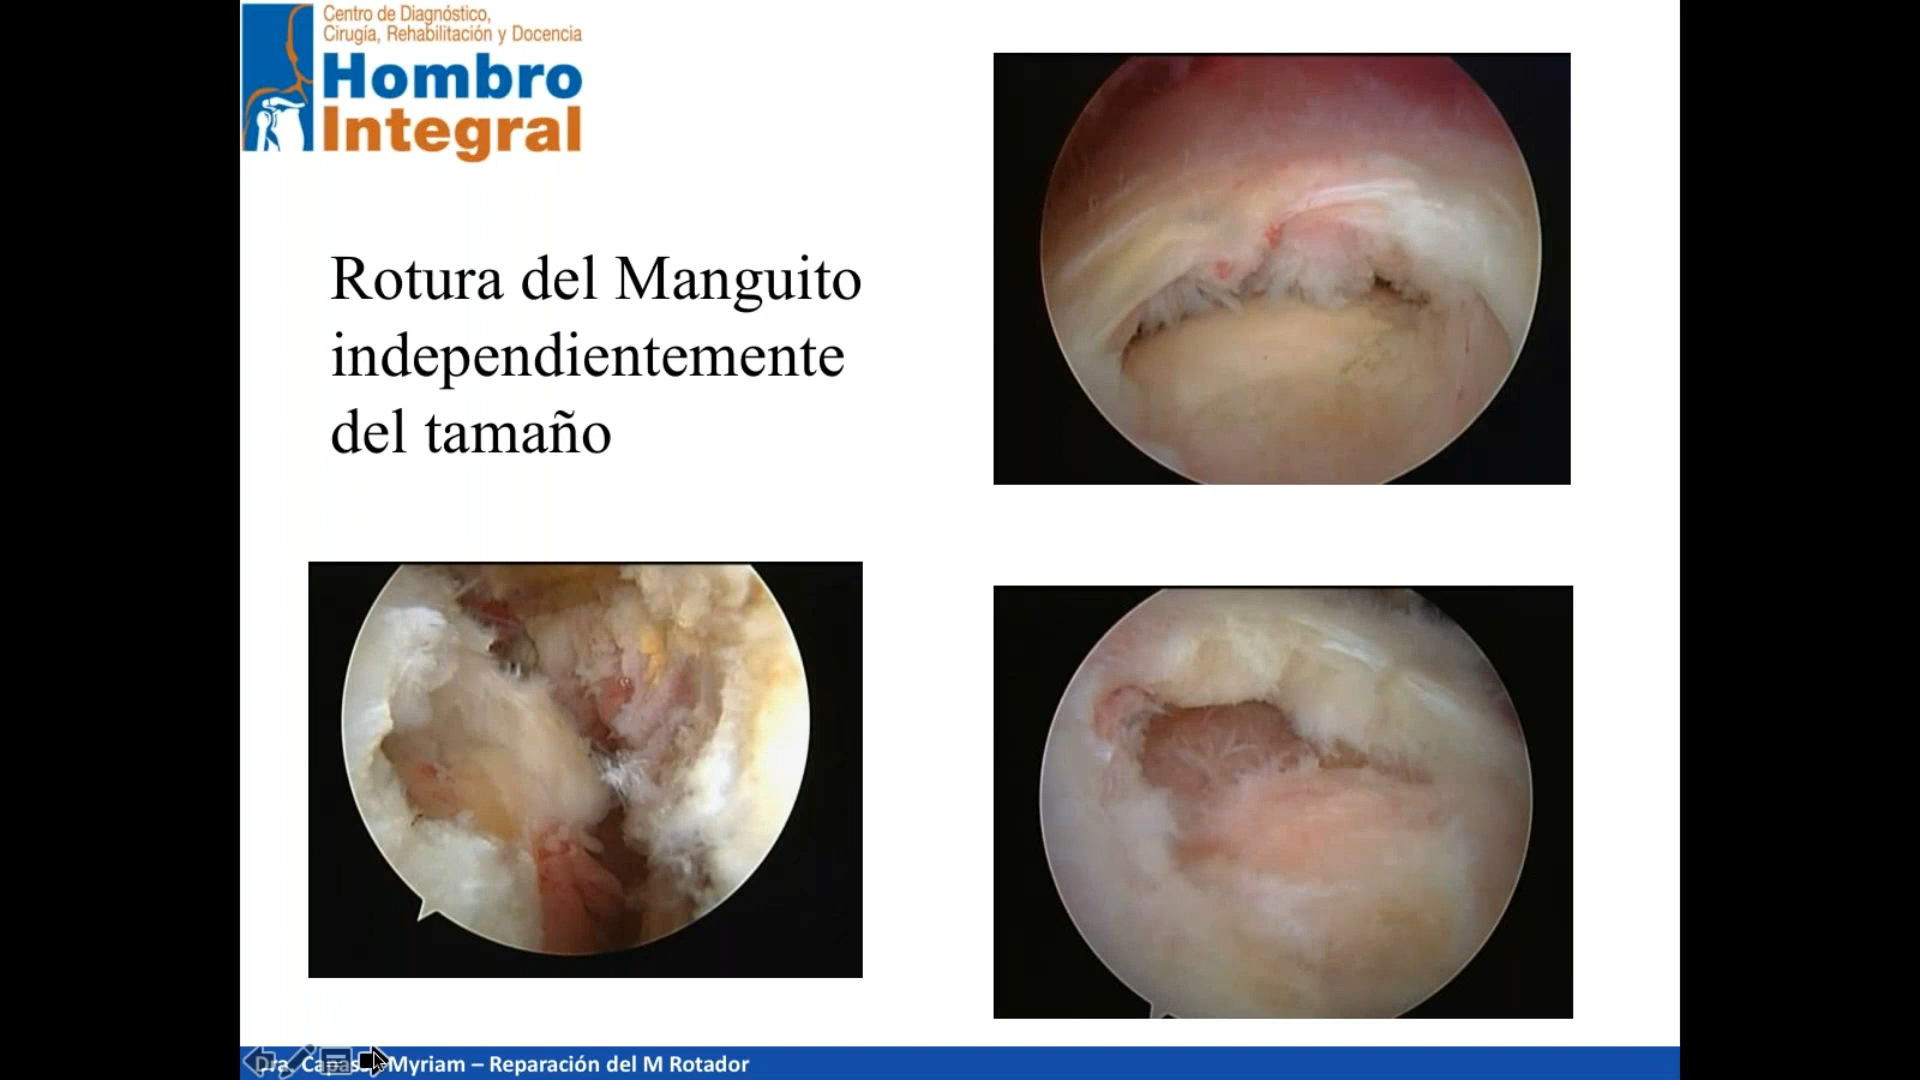 Centro de Diagnóstico,
Cirugía, Rehabilitación y Docencia
Hombro
Integral
Rotura del Manguito
independientemente
del tamaño
Dra. Myriam – Reparación del M Rotador